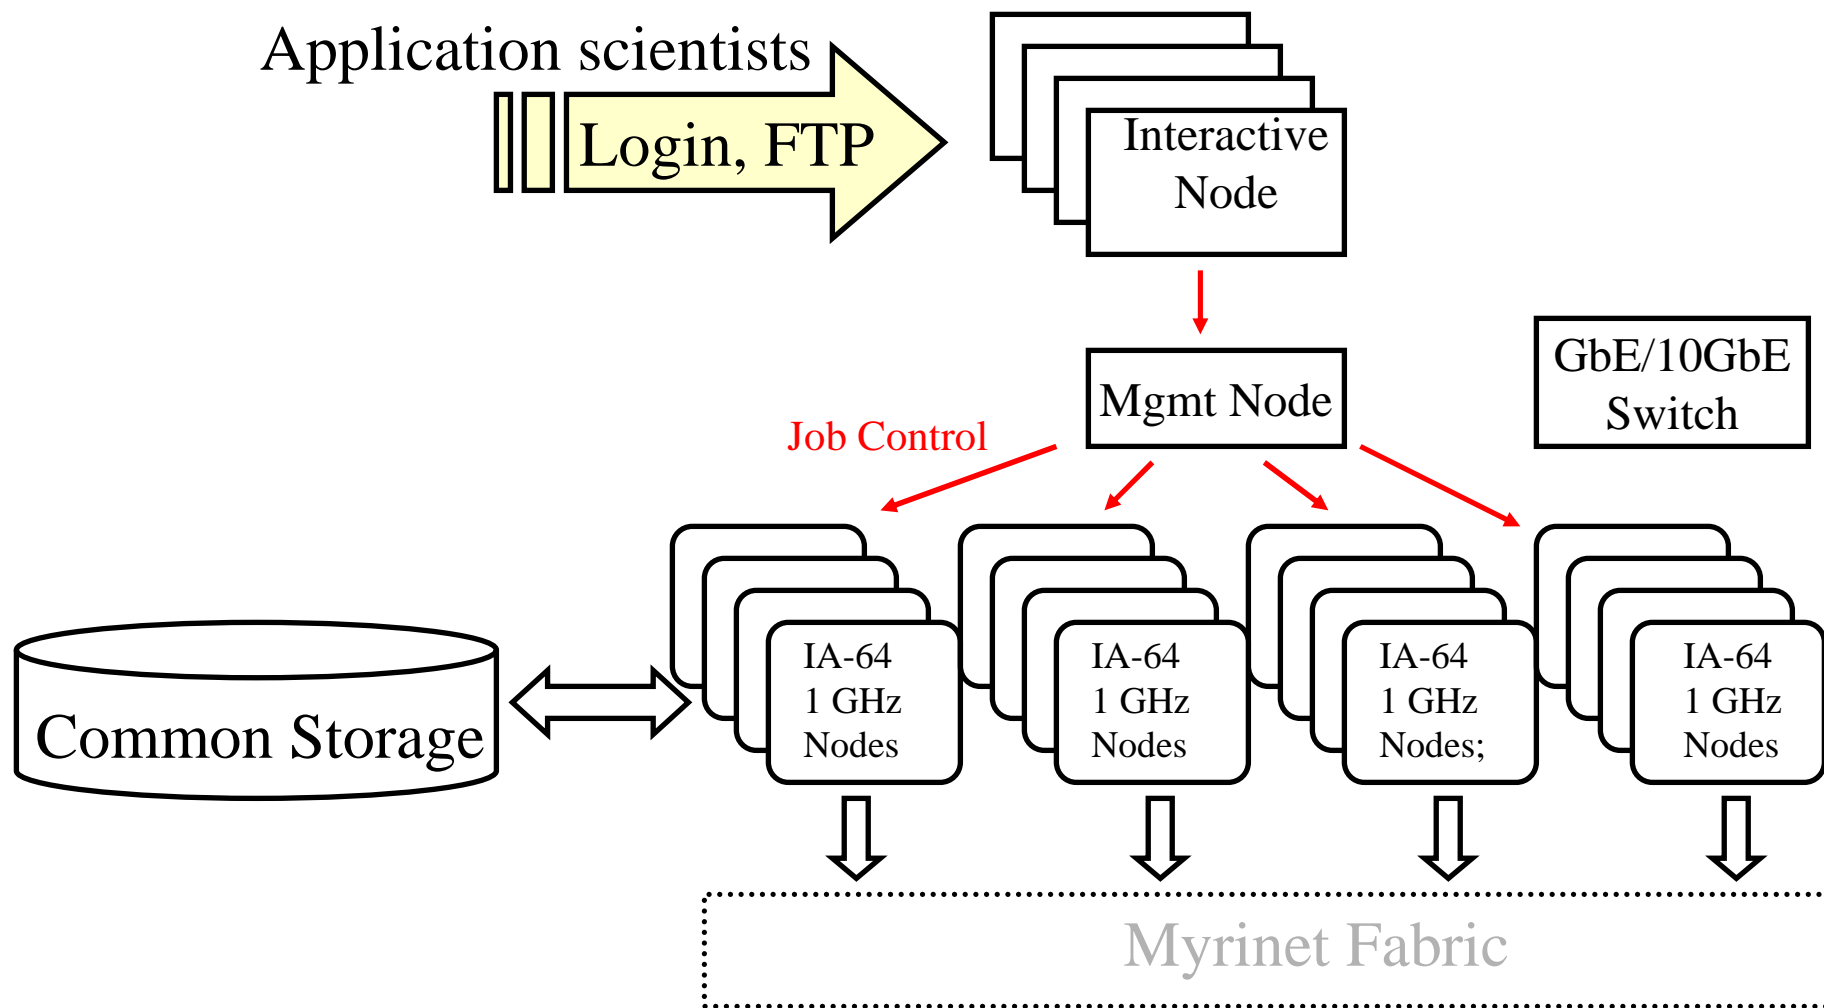 Application scientists
Login, FTP
Interactive
Node
Mgmt Node
GbE/10GbE
Switch
Job Control
IA-64
1 GHz
Nodes
IA-64
1 GHz
Nodes
IA-64
1 GHz
Nodes;
IA-64
1 GHz
Nodes
Common Storage
Myrinet Fabric